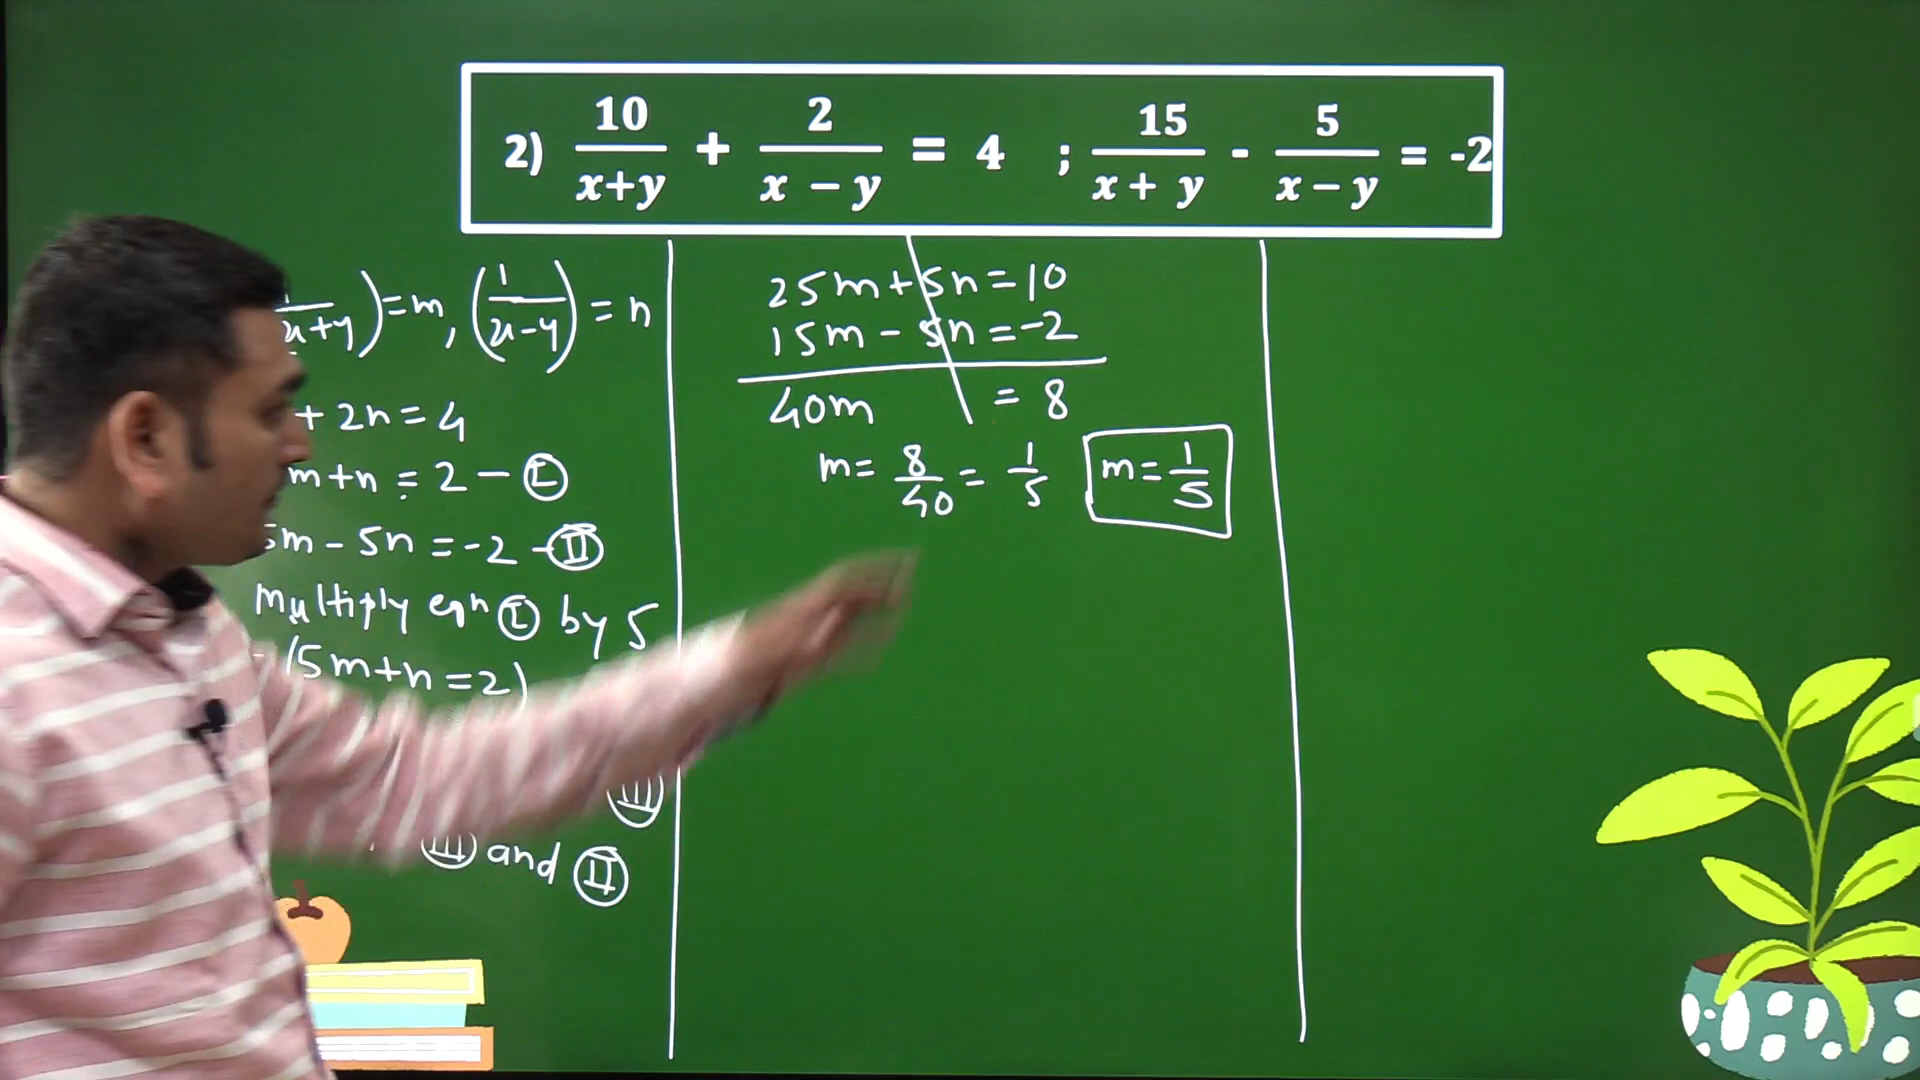 2) 10/x+y + 2/x − y = 4 ; 15/x + y - 5/x − y = -2
x+y) = m, (1/x-y) = n
+ 2n = 4
m+n = 2 — I
5m - 5n = -2 - II
multiply eqn I by 5
(5m+n = 2)
III
III and II
25m + 5n = 10
15m - 5n = -2
40m = 8
m = 8/40 = 1/5
m = 1/5